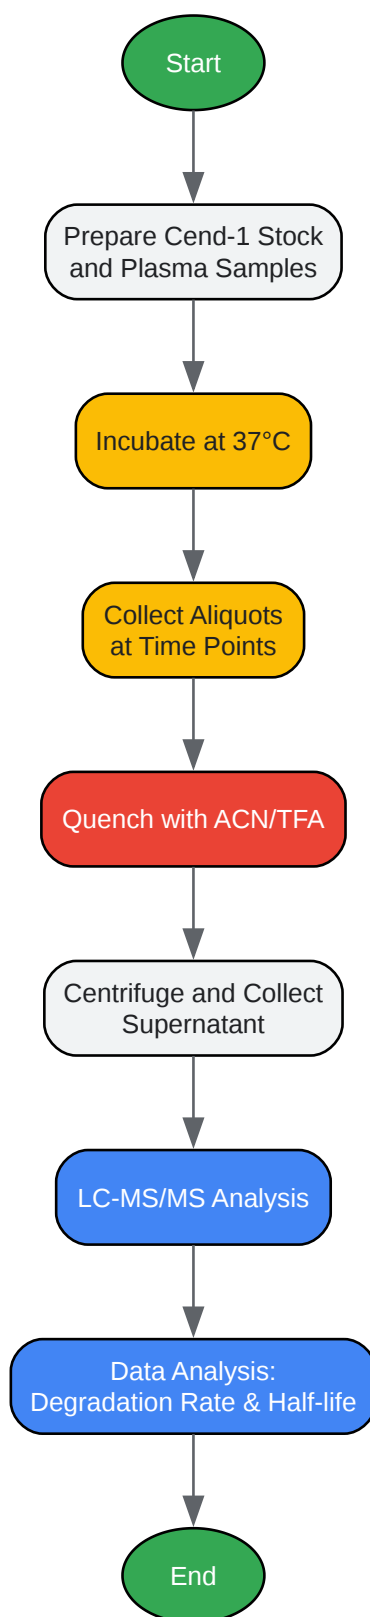 Start
Prepare Cend-1 Stock
and Plasma Samples
Incubate at 37°C
Collect Aliquots
at Time Points
Quench with ACN/TFA
Centrifuge and Collect
Supernatant
LC-MS/MS Analysis
Data Analysis:
Degradation Rate & Half-life
End